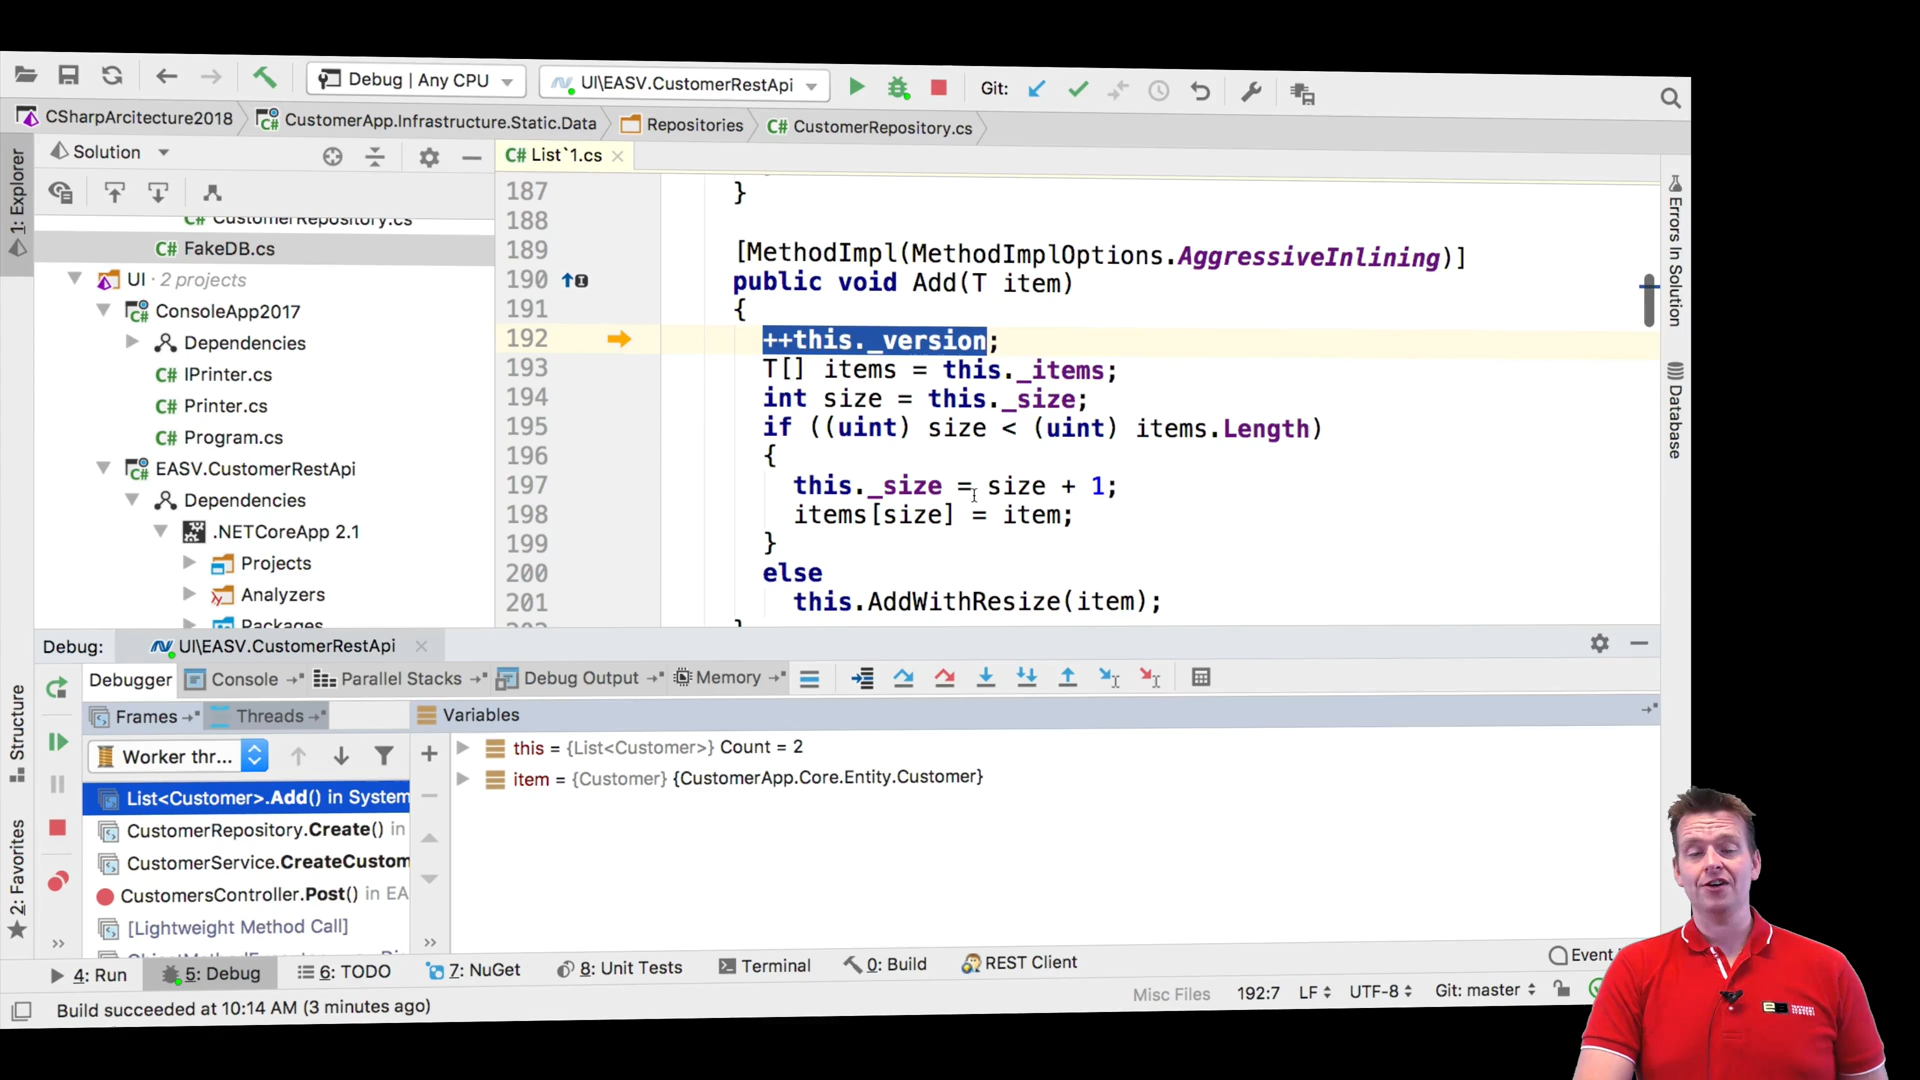 Debug | Any CPU
UI\EASV.CustomerRestApi
Git:
CSharpArcitecture2018
CustomerApp.Infrastructure.Static.Data
Repositories
C# CustomerRepository.cs
Solution
C# List`1.cs
1: Explorer
C# CustomerRepository.cs
C# FakeDB.cs
UI · 2 projects
C# ConsoleApp2017
Dependencies
C# IPrinter.cs
C# Printer.cs
C# Program.cs
C# EASV.CustomerRestApi
Dependencies
.NETCoreApp 2.1
Projects
Analyzers
Packages
187 }
188
189 [MethodImpl(MethodImplOptions.AggressiveInlining)]
190 public void Add(T item)
191 {
192 ++this._version;
193 T[] items = this._items;
194 int size = this._size;
195 if ((uint) size < (uint) items.Length)
196 {
197 this._size = size + 1;
198 items[size] = item;
199 }
200 else
201 this.AddWithResize(item);
202 }
Errors In Solution
Database
Debug: UI\EASV.CustomerRestApi
Debugger
Console
Parallel Stacks
Debug Output
Memory
Frames
Threads
Variables
Worker thr...
List<Customer>.Add() in System
CustomerRepository.Create() in
CustomerService.CreateCustom
CustomersController.Post() in EA
[Lightweight Method Call]
this = {List<Customer>} Count = 2
item = {Customer} {CustomerApp.Core.Entity.Customer}
Structure
2: Favorites
4: Run
5: Debug
6: TODO
7: NuGet
8: Unit Tests
Terminal
0: Build
REST Client
Event
Build succeeded at 10:14 AM (3 minutes ago)
Misc Files
192:7
LF
UTF-8
Git: master